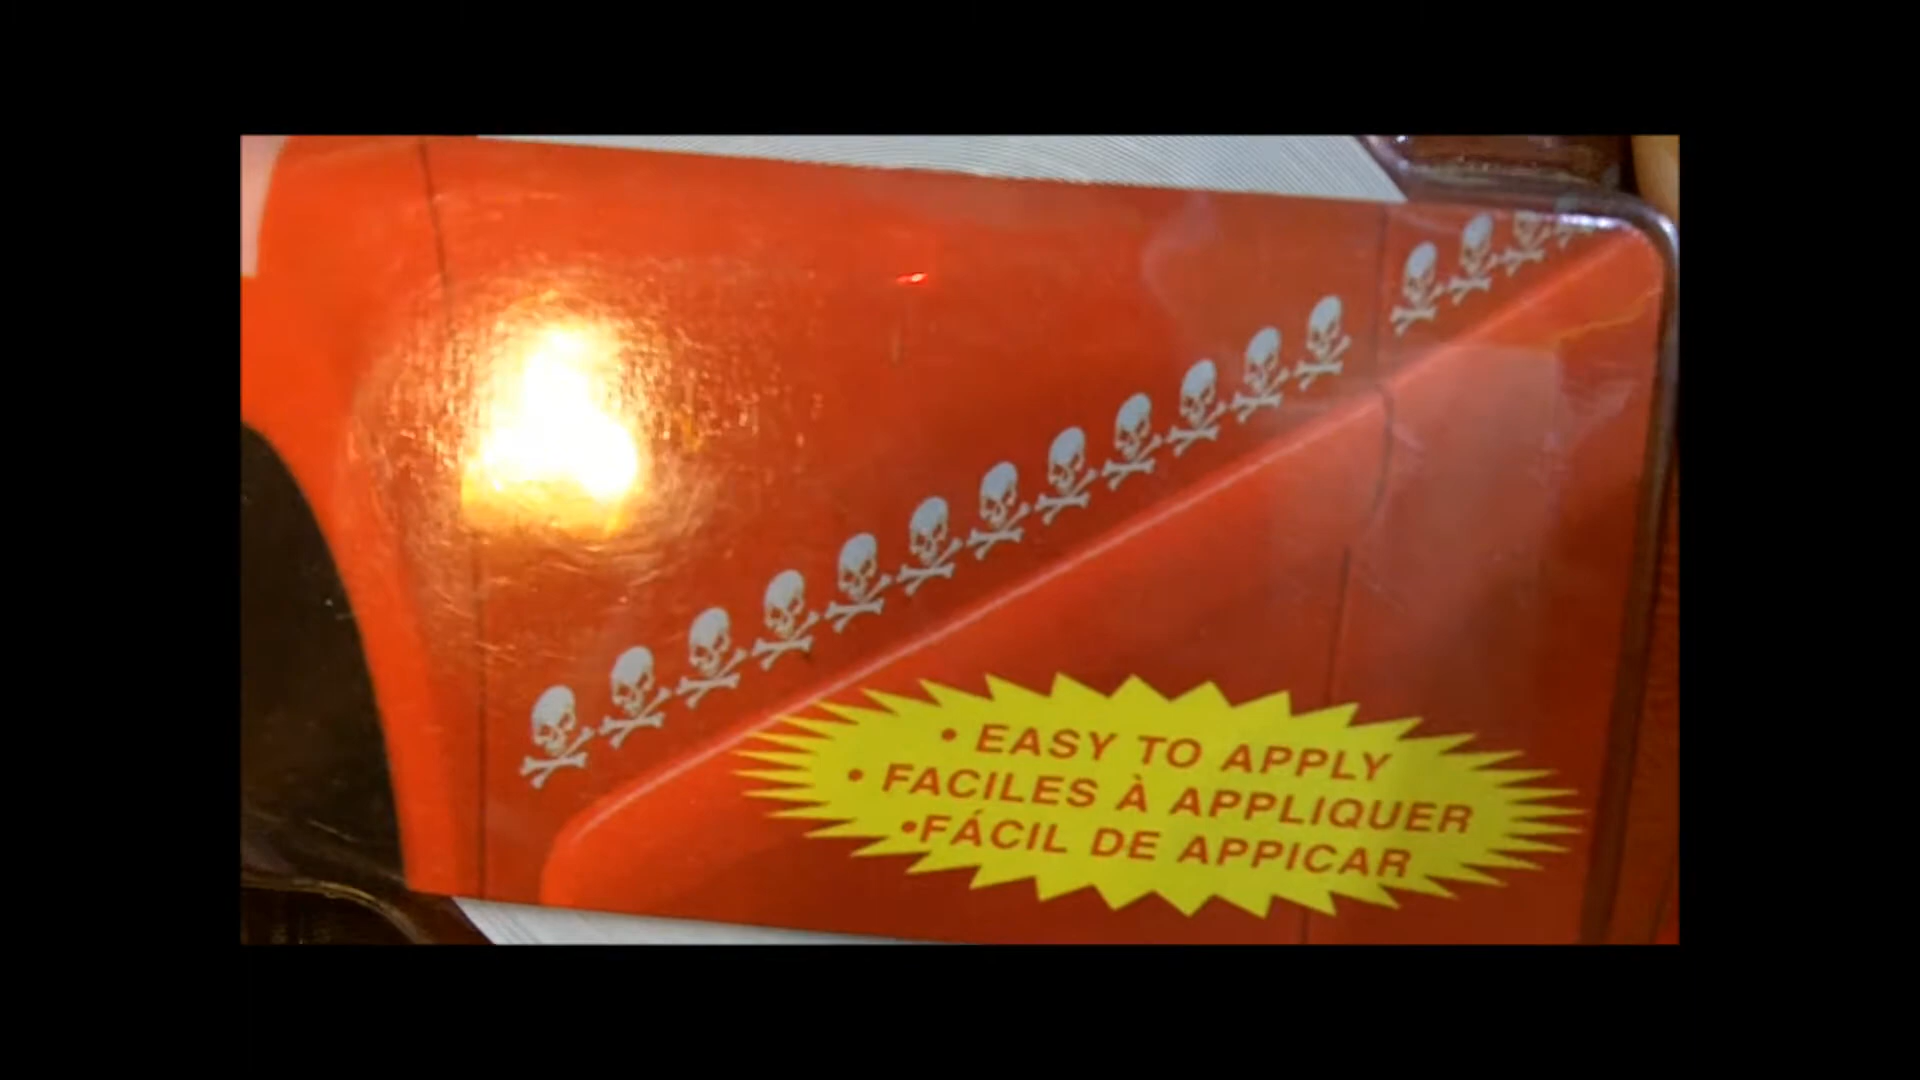 • EASY TO APPLY
• FACILES À APPLIQUER
•FÁCIL DE APPICAR